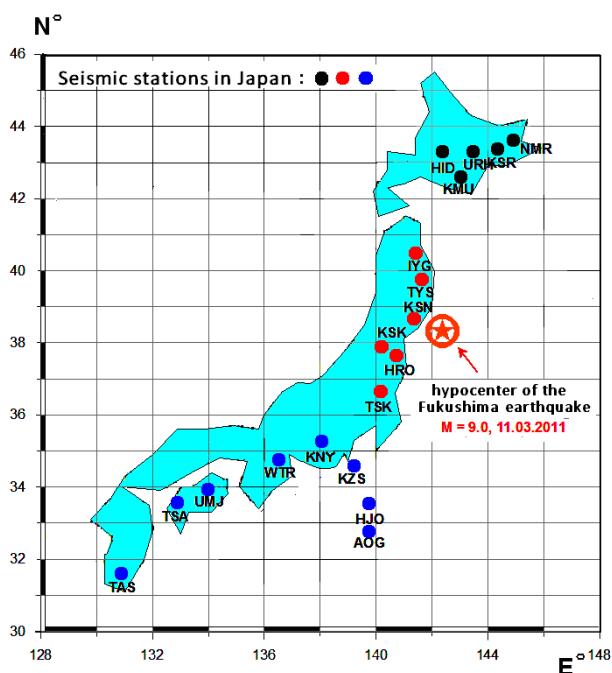 N°
46
Seismic stations in Japan :
44
NMR
KSR
URH
HID
KMU
42
IYG
40
TYS
KSN
KSK
38
HRO
hypocenter of the
Fukushima earthquake
M = 9.0, 11.03.2011
TSK
36
KNY
WTR
KZS
34
UMJ
TSA
HJO
AOG
32
TAS
30
128 132 136 140 144 148
E°